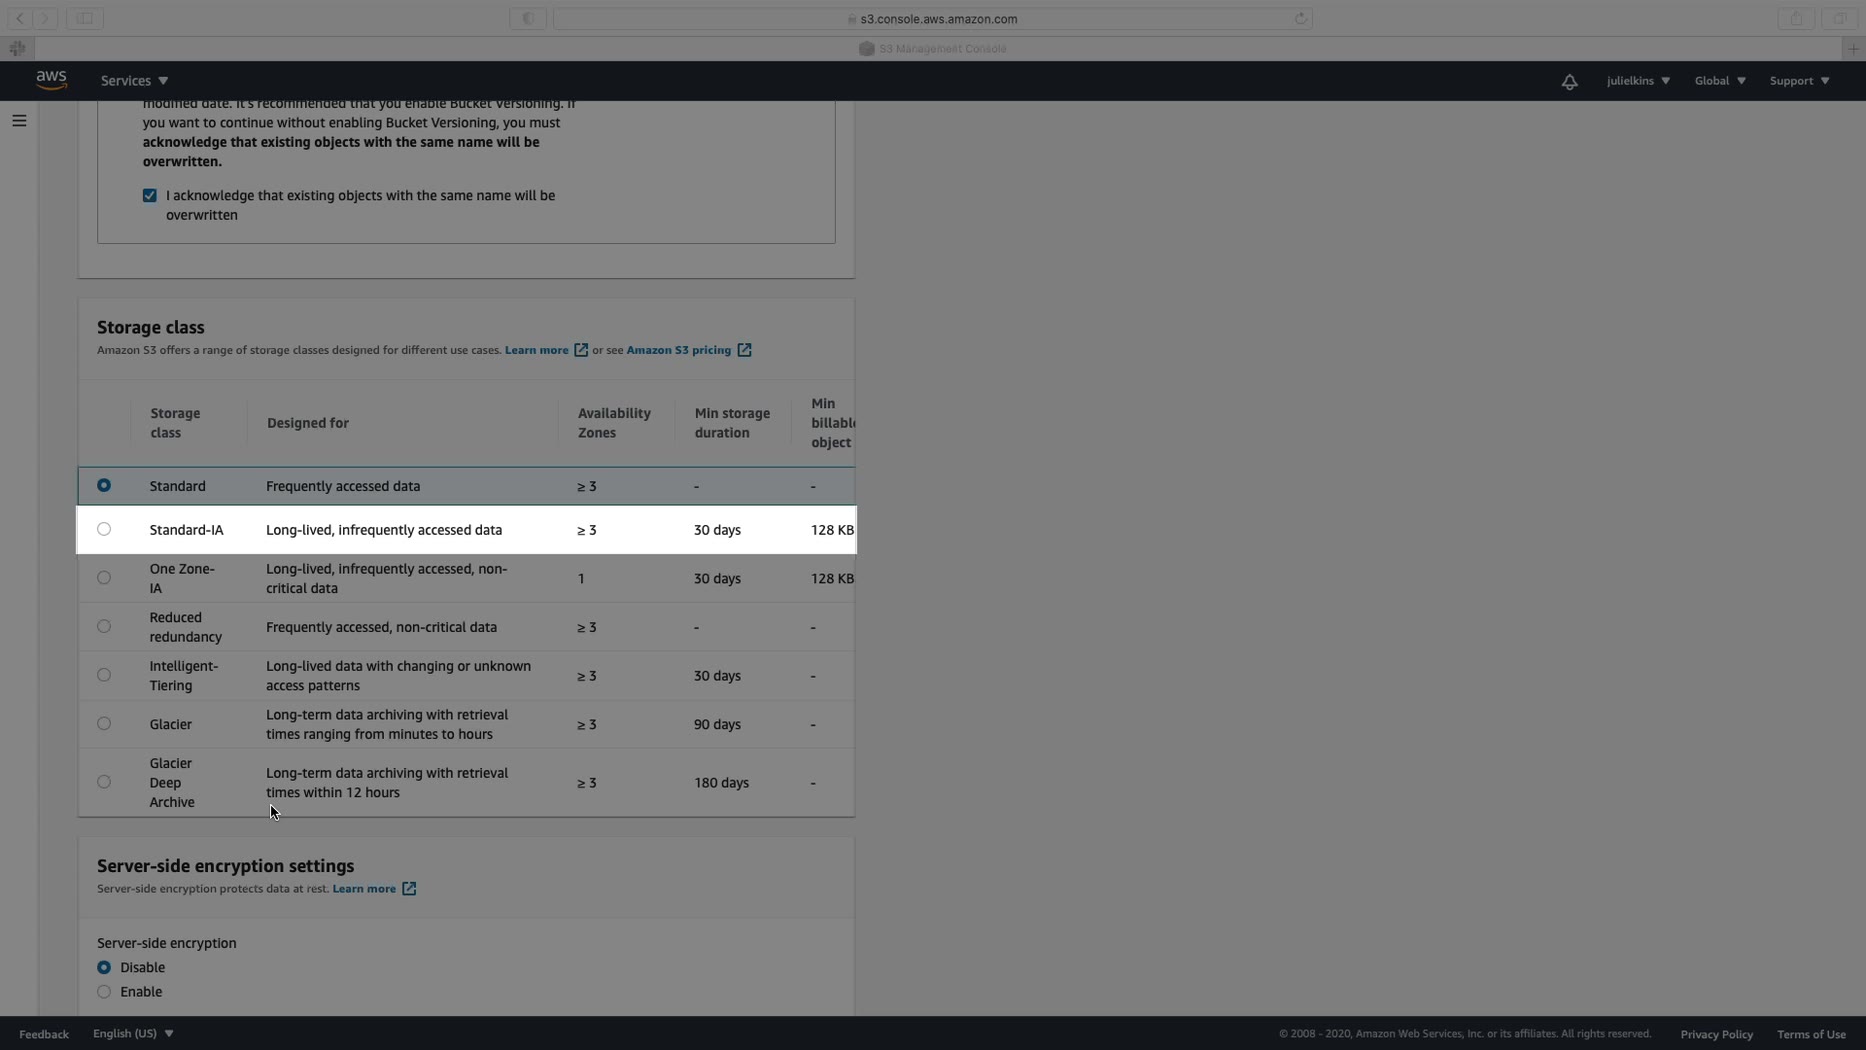 s3.console.aws.amazon.com
S3 Management Console
aws
Services
julielkins
Global
Support
modified date. It's recommended that you enable Bucket Versioning. If
you want to continue without enabling Bucket Versioning, you must
acknowledge that existing objects with the same name will be
overwritten.
I acknowledge that existing objects with the same name will be
overwritten
Storage class
Amazon S3 offers a range of storage classes designed for different use cases. Learn more or see Amazon S3 pricing
Storage class
Designed for
Availability Zones
Min storage duration
Min billable object
Standard
Frequently accessed data
≥ 3
-
-
Standard-IA
Long-lived, infrequently accessed data
≥ 3
30 days
128 KB
One Zone-
IA
Long-lived, infrequently accessed, non-
critical data
1
30 days
128 KB
Reduced
redundancy
Frequently accessed, non-critical data
≥ 3
-
-
Intelligent-
Tiering
Long-lived data with changing or unknown
access patterns
≥ 3
30 days
-
Glacier
Long-term data archiving with retrieval
times ranging from minutes to hours
≥ 3
90 days
-
Glacier
Deep
Archive
Long-term data archiving with retrieval
times within 12 hours
≥ 3
180 days
-
Server-side encryption settings
Server-side encryption protects data at rest. Learn more
Server-side encryption
Disable
Enable
Feedback
English (US)
© 2008 - 2020, Amazon Web Services, Inc. or its affiliates. All rights reserved.
Privacy Policy
Terms of Use